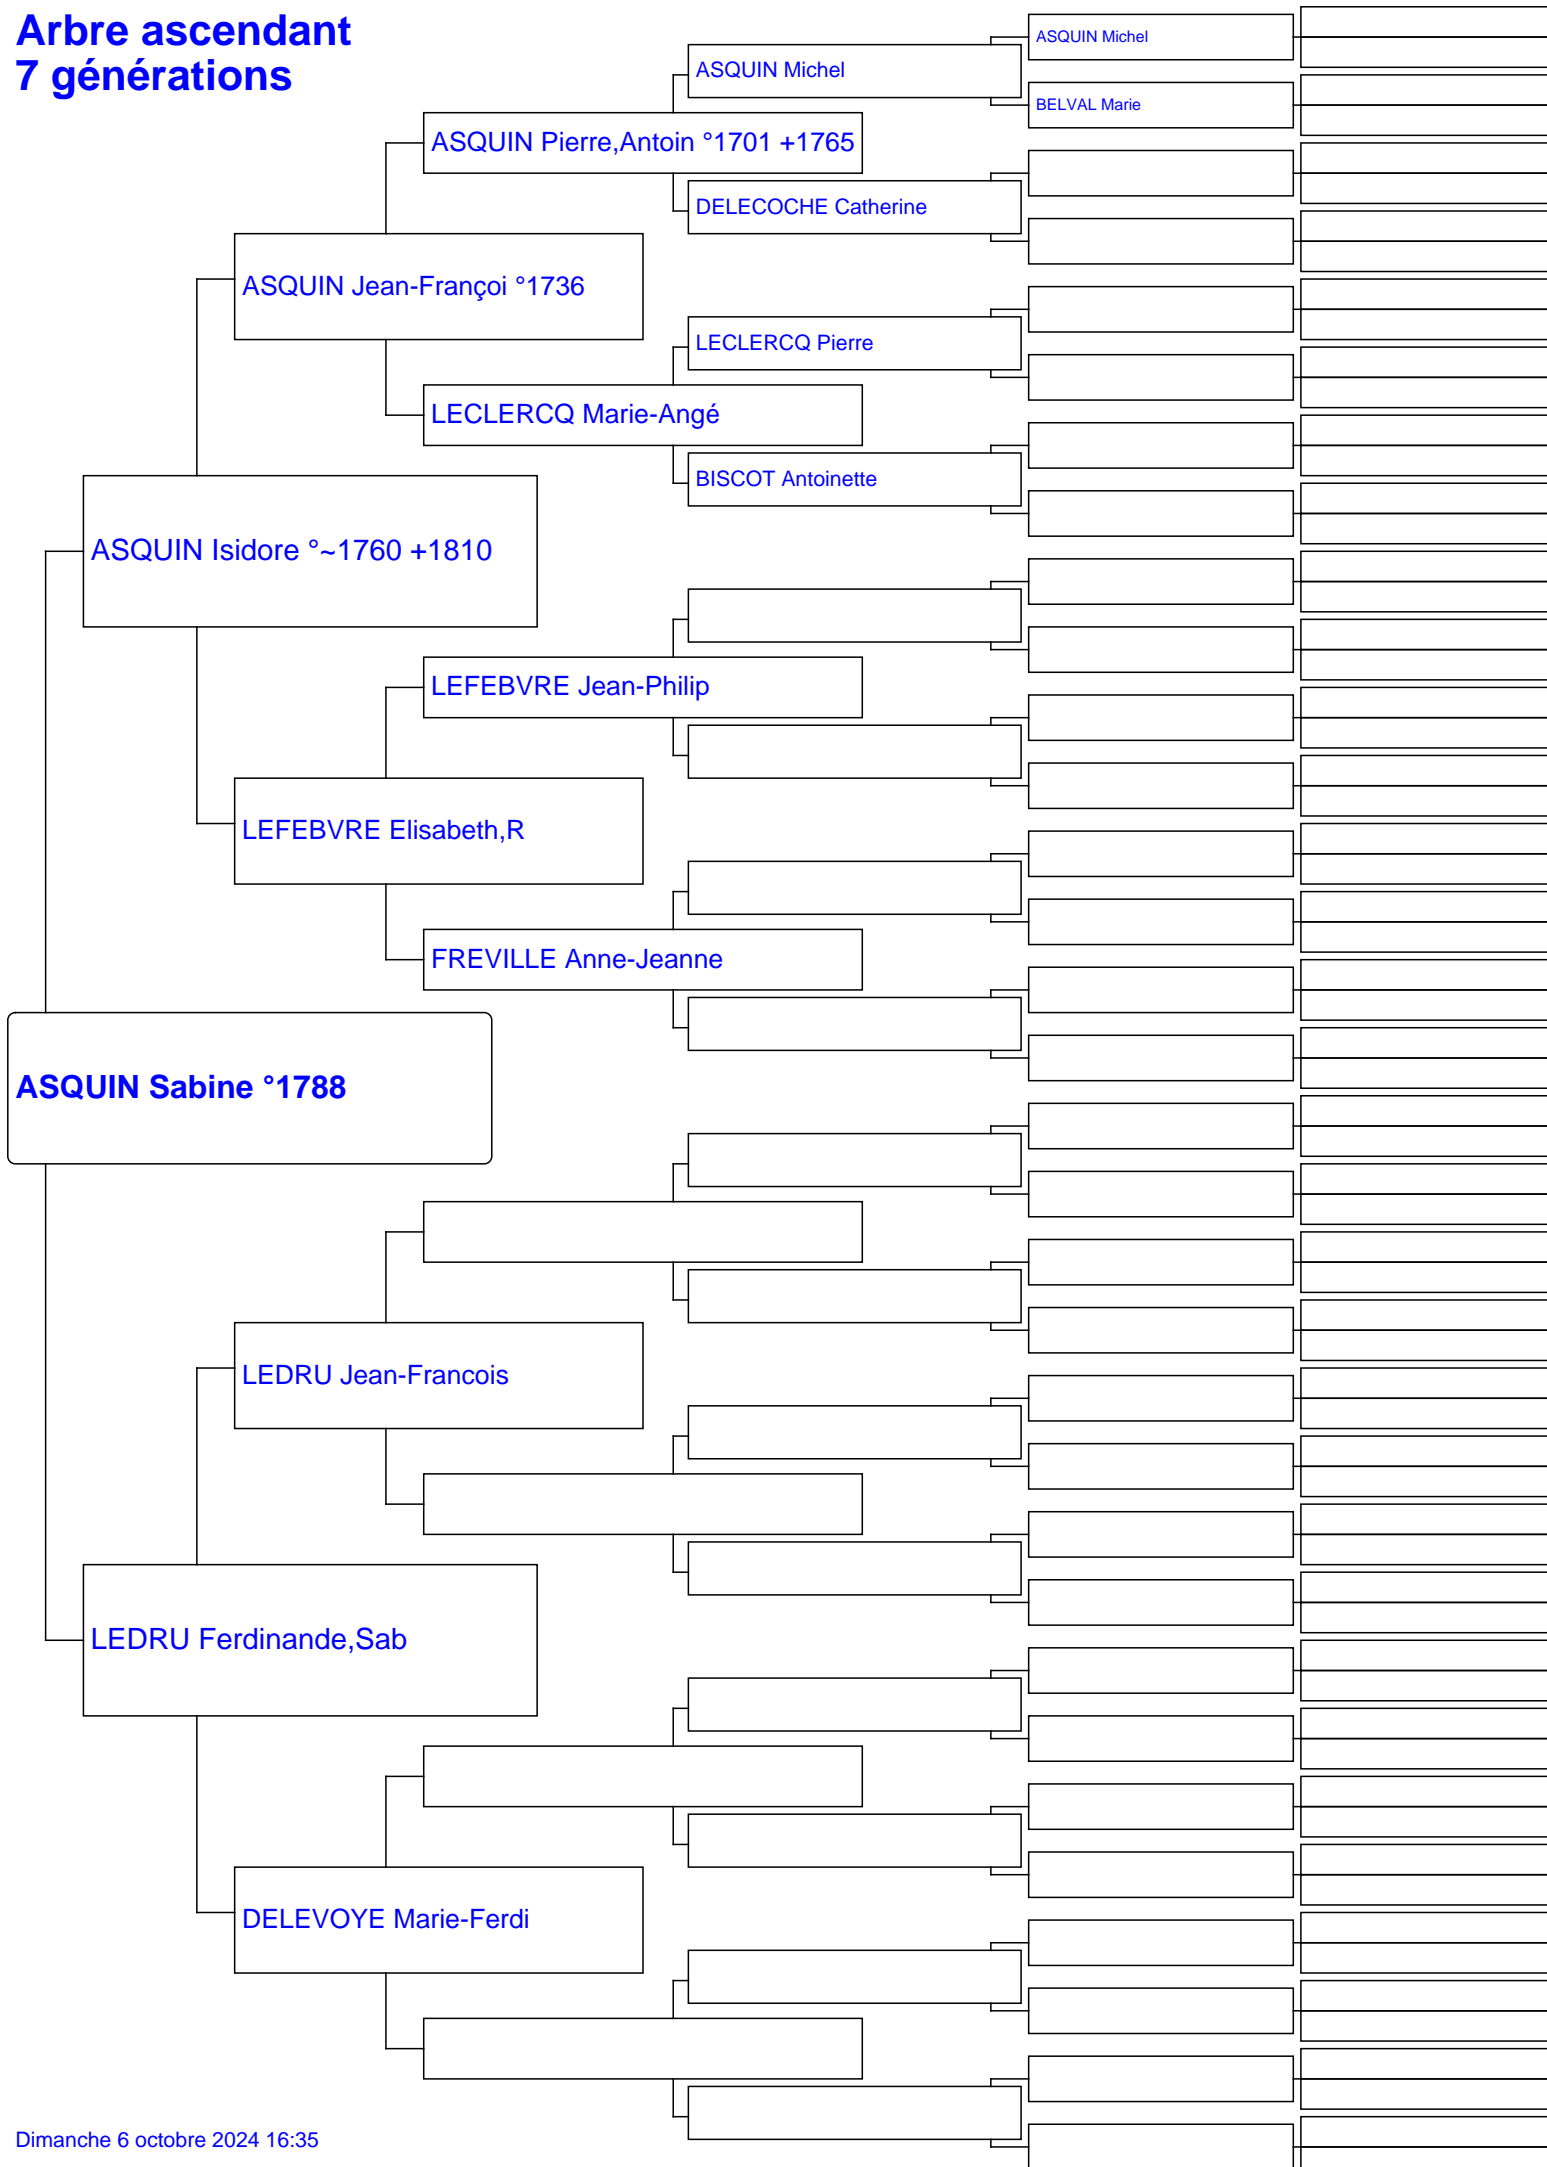 Arbre ascendant
7 générations
ASQUIN Michel
BELVAL Marie
ASQUIN Michel
ASQUIN Pierre,Antoin °1701 +1765
DELECOCHE Catherine
ASQUIN Jean-Françoi °1736
LECLERCQ Pierre
LECLERCQ Marie-Angé
BISCOT Antoinette
ASQUIN Isidore °~1760 +1810
LEFEBVRE Jean-Philip
LEFEBVRE Elisabeth,R
FREVILLE Anne-Jeanne
ASQUIN Sabine °1788
LEDRU Jean-Francois
LEDRU Ferdinande,Sab
DELEVOYE Marie-Ferdi
Dimanche 6 octobre 2024 16:35